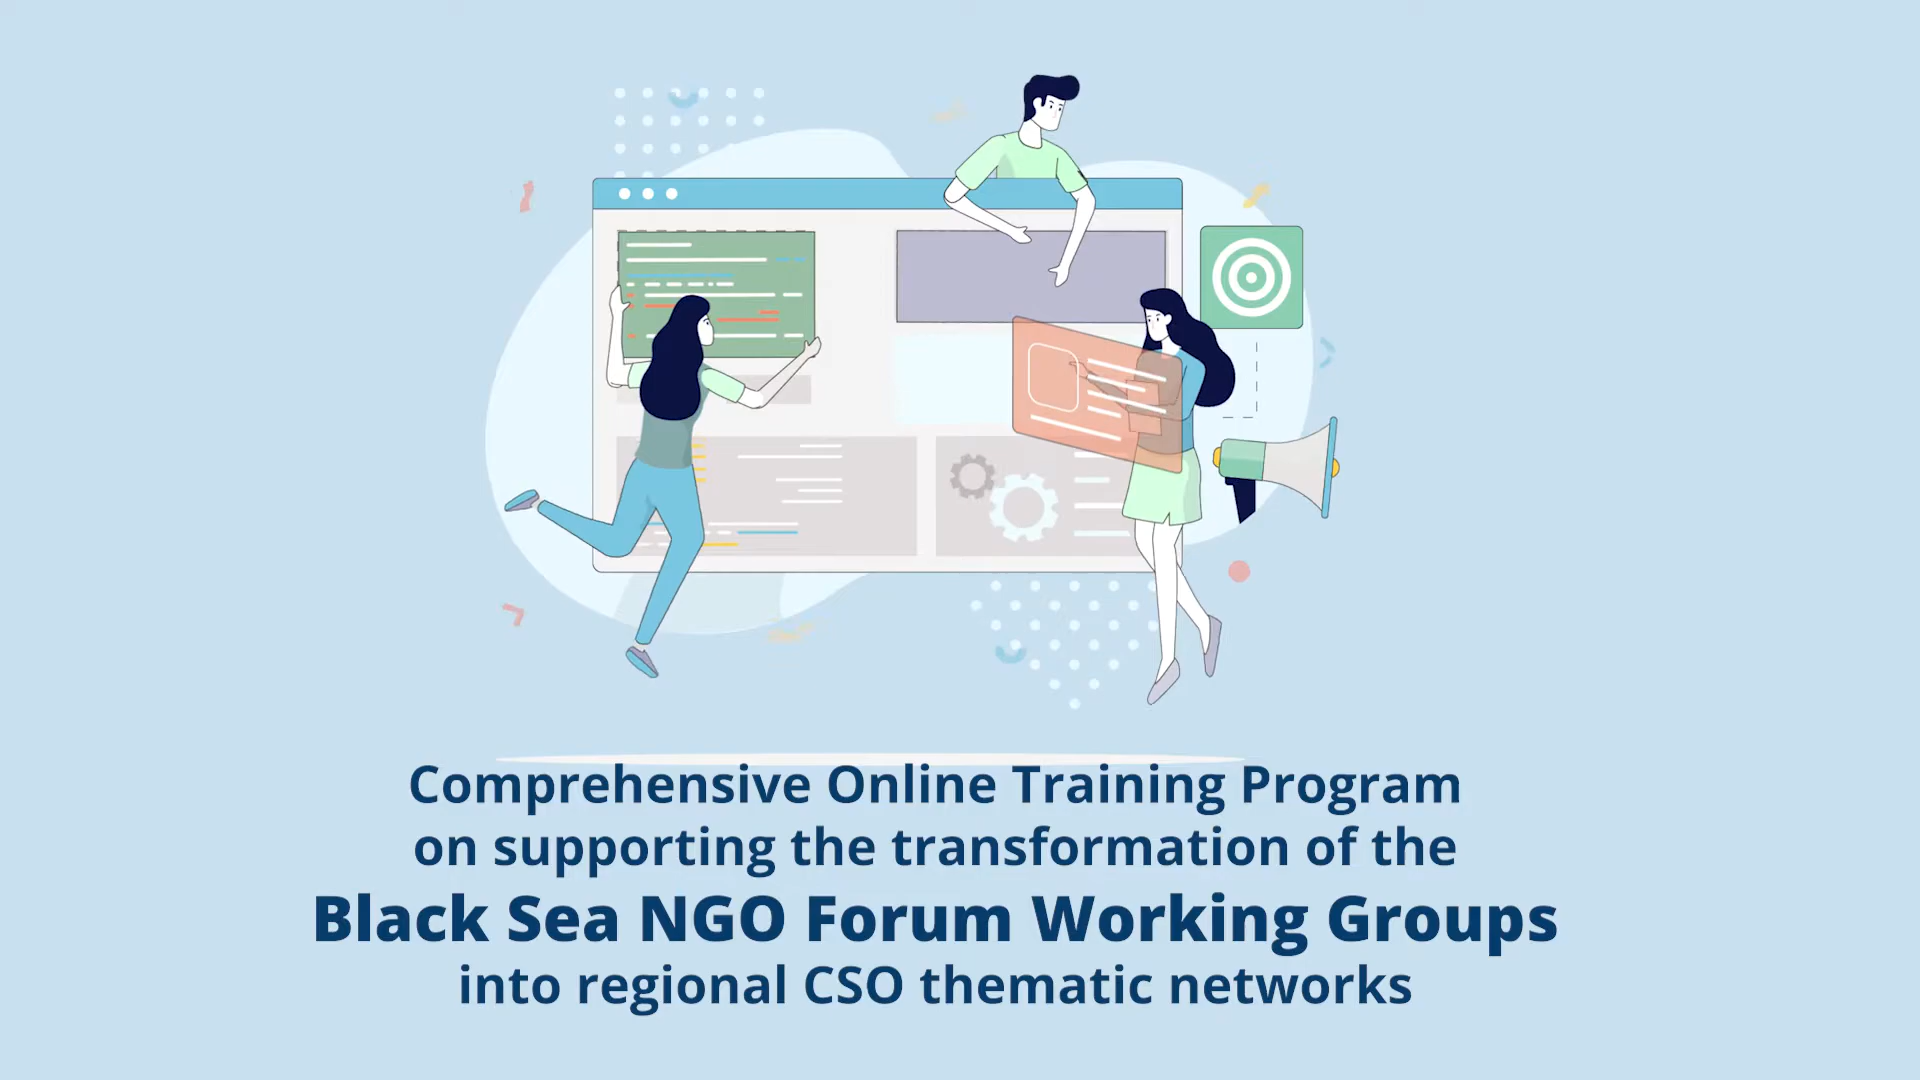 Comprehensive Online Training Program
on supporting the transformation of the
Black Sea NGO Forum Working Groups
into regional CSO thematic networks